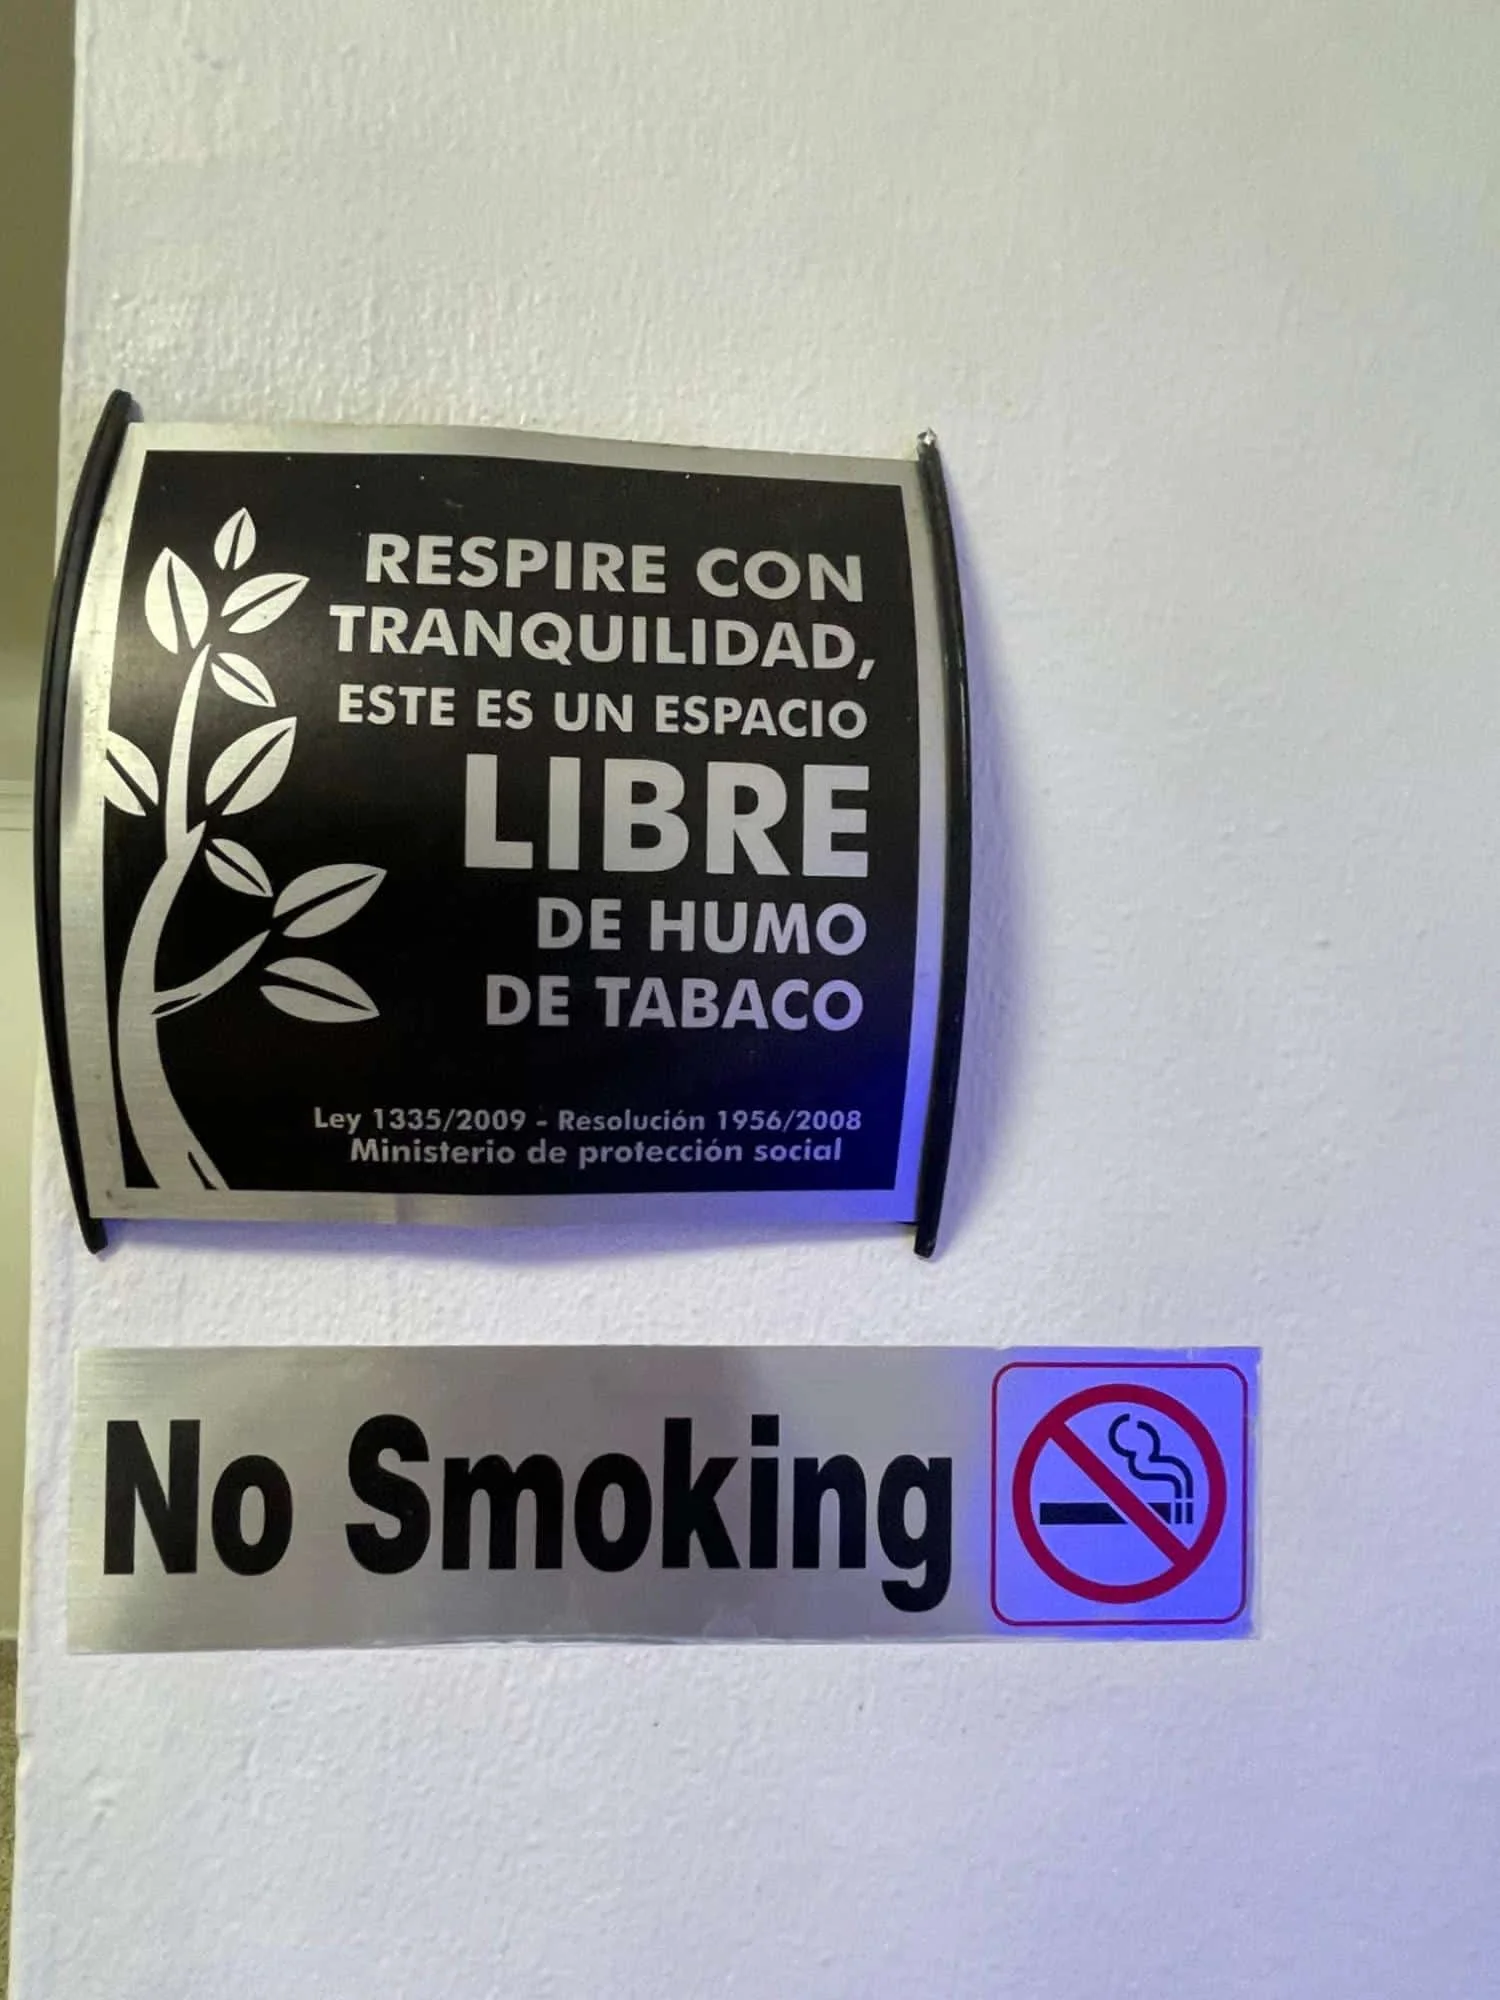 RESPIRE CON
TRANQUILIDAD,
ESTE ES UN ESPACIO
LIBRE
DE HUMO
DE TABACO
Ley 1335/2009 - Resolución 1956/2008
Ministerio de protección social
No Smoking